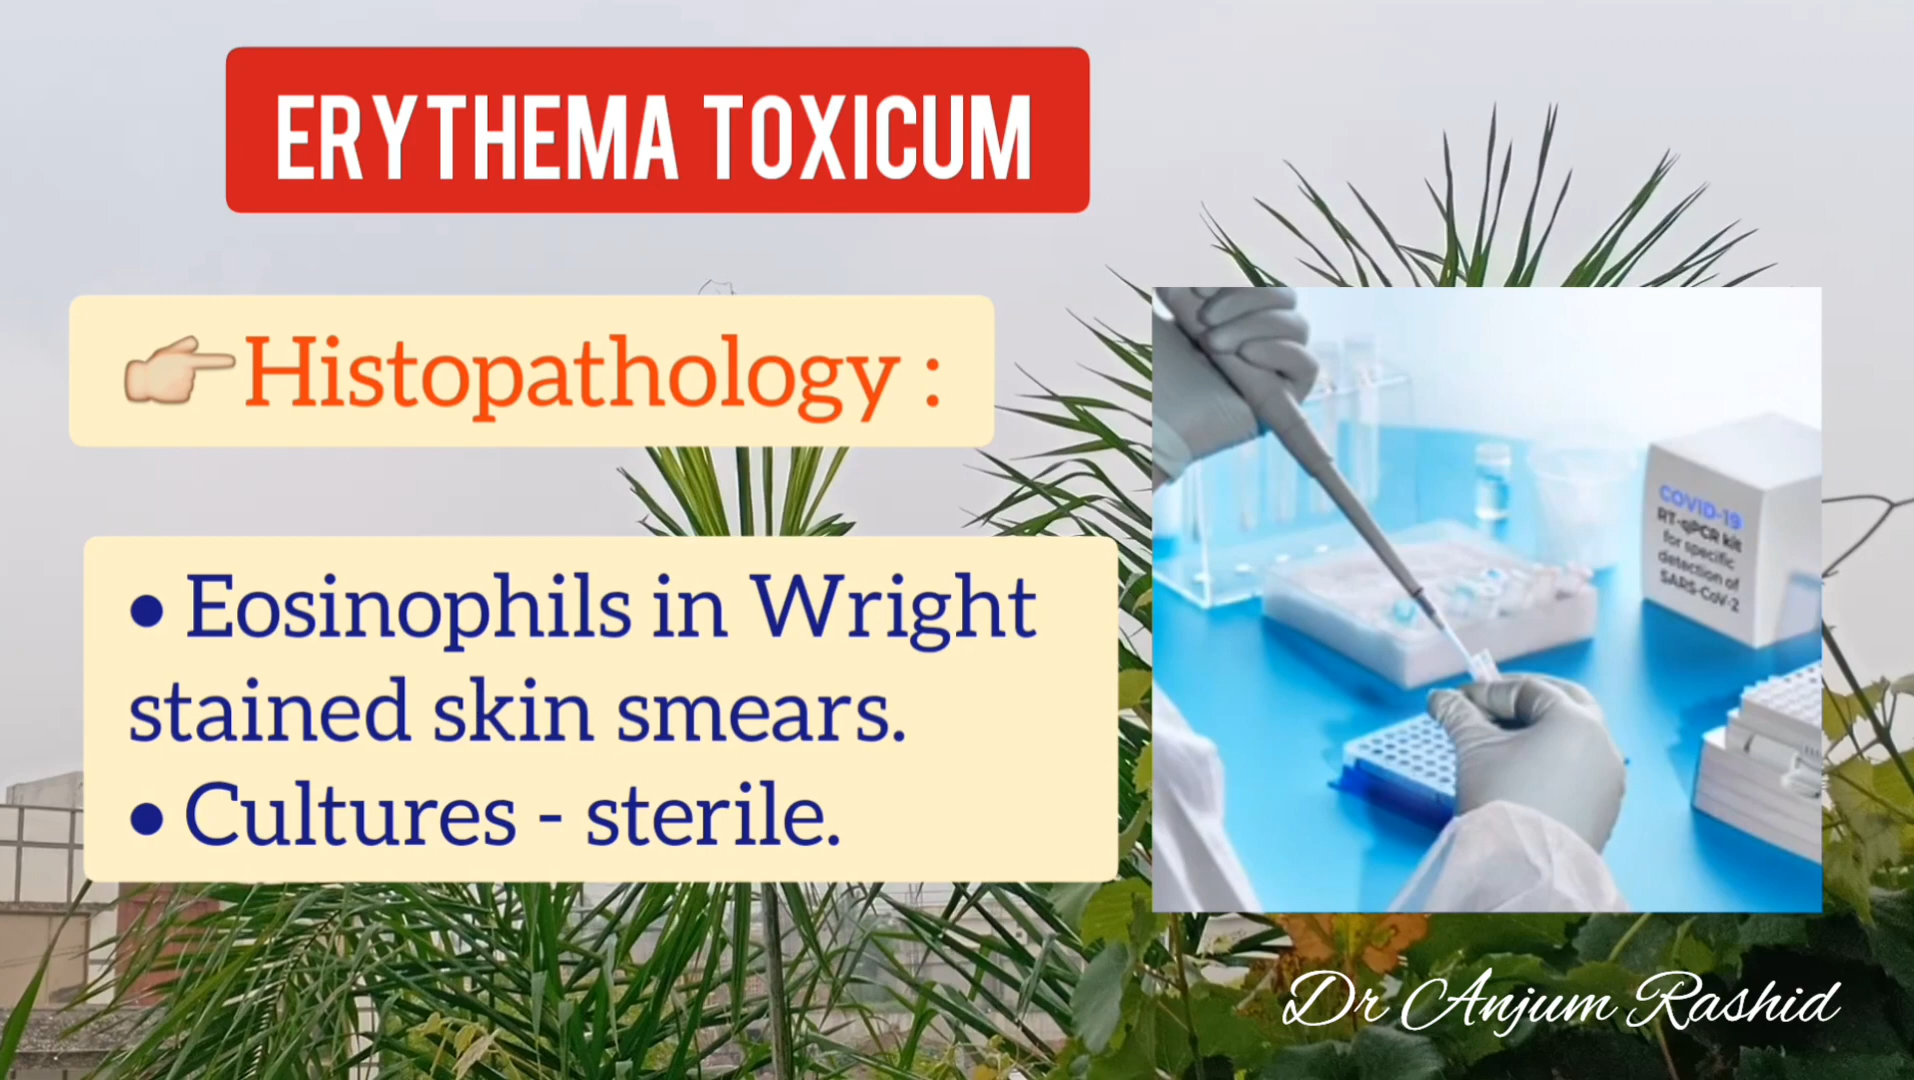 ERYTHEMA TOXICUM
👉Histopathology :
• Eosinophils in Wright
stained skin smears.
• Cultures - sterile.
COVID-19
RT-qPCR kit
for specific
detection of
SARS-CoV-2
Dr Anjum Rashid